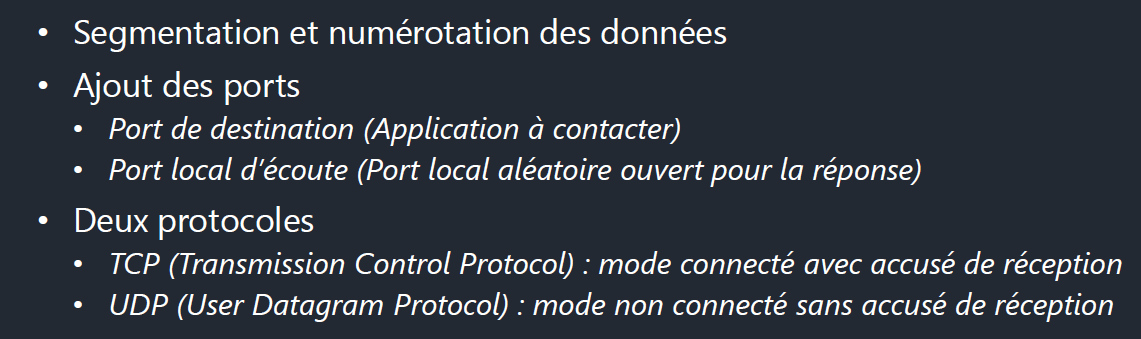 • Segmentation et numérotation des données
• Ajout des ports
• Port de destination (Application à contacter)
• Port local d’écoute (Port local aléatoire ouvert pour la réponse)
• Deux protocoles
• TCP (Transmission Control Protocol) : mode connecté avec accusé de réception
• UDP (User Datagram Protocol) : mode non connecté sans accusé de réception